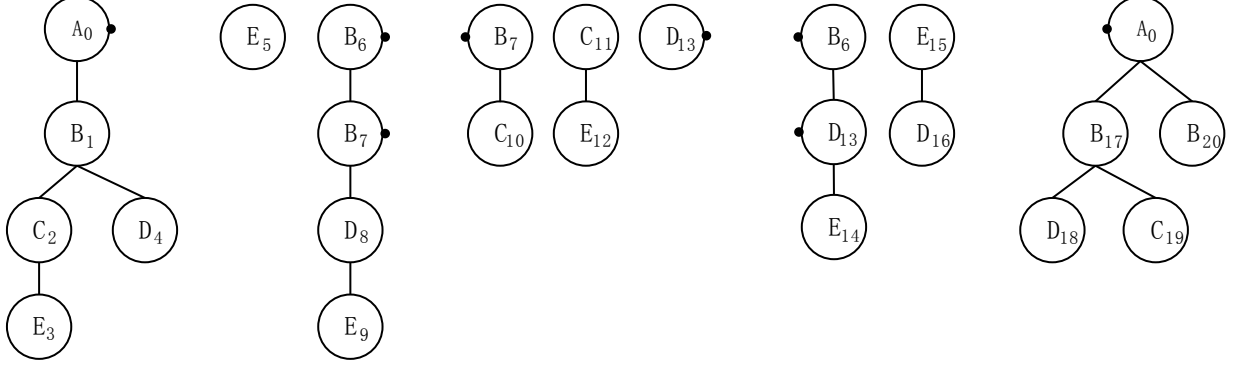 A0 E5 B6 B7 C11 D13 B6 E15 A0
B1 B7 C10 E12 D13 D16 B17 B20
C2 D4 D8 E14 D18 C19
E3 E9